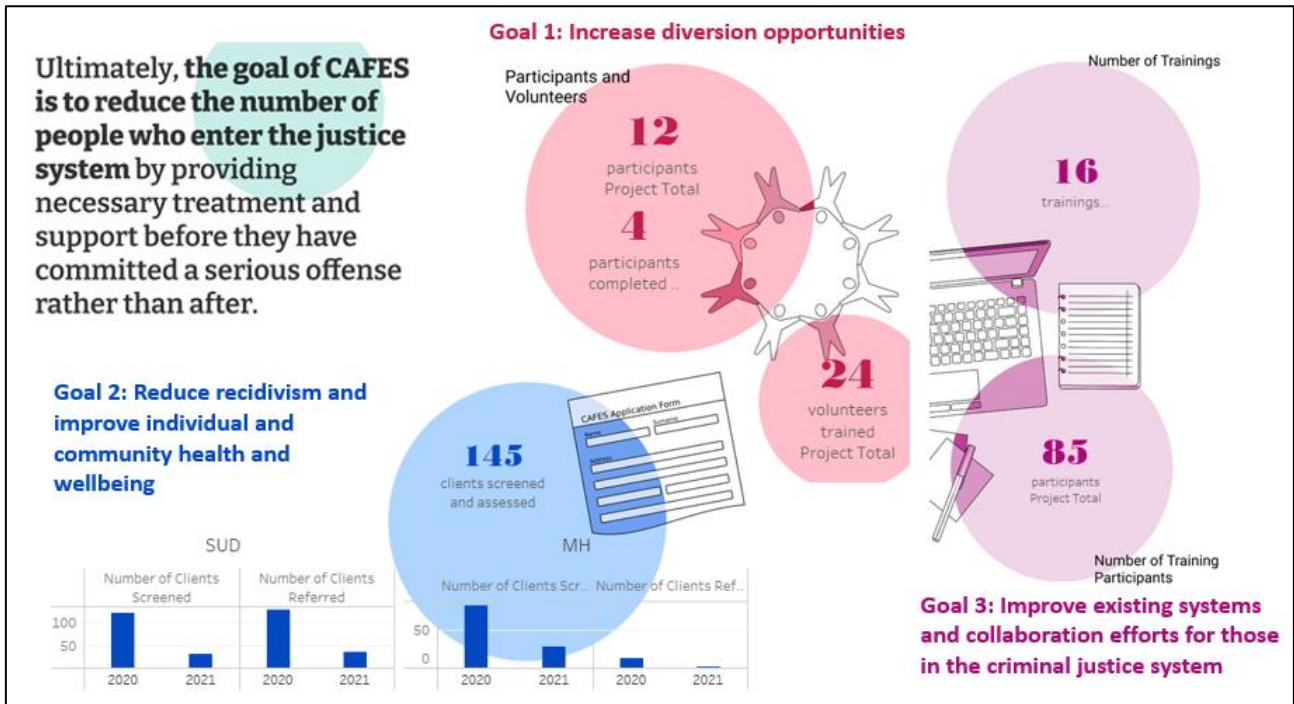 Ultimately, the goal of CAFES
is to reduce the number of
people who enter the justice
system by providing
necessary treatment and
support before they have
committed a serious offense
rather than after.
Goal 1: Increase diversion opportunities
Participants and
Volunteers
12
participants
Project Total
4
participants
completed ..
24
volunteers
trained
Project Total
Number of Trainings
16
trainings..
85
participants
Project Total
Number of Training
Participants
Goal 3: Improve existing systems
and collaboration efforts for those
in the criminal justice system
Goal 2: Reduce recidivism and
improve individual and
community health and
wellbeing
145
clients screened
and assessed
CAFES Application Form
Name
Surname
Address
SUD
Number of Clients
Screened
Number of Clients
Referred
100
50
2020
2021
2020
2021
MH
Number of Clients Scr..
Number of Clients Ref..
50
0
2020
2021
2020
2021